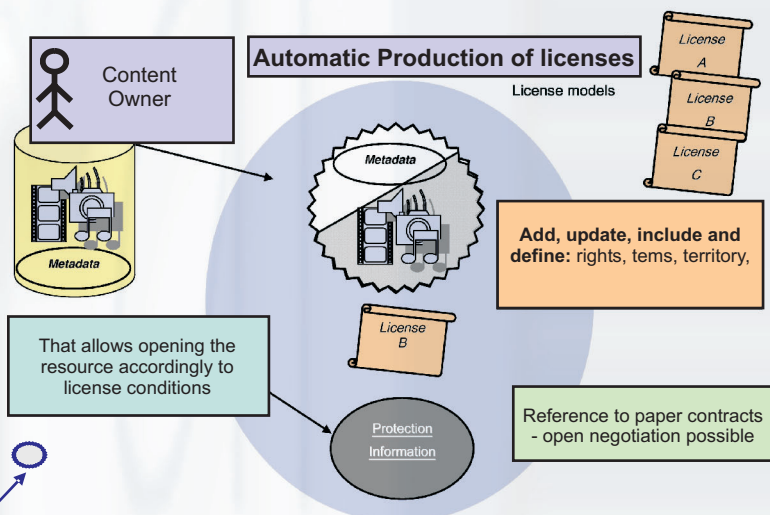 Automatic Production of licenses
Content
Owner
License models
License
A
License
B
License
C
Metadata
Metadata
Add, update, include and
define: rights, tems, territory,
License
B
That allows opening the
resource accordingly to
license conditions
Protection
Information
Reference to paper contracts
- open negotiation possible